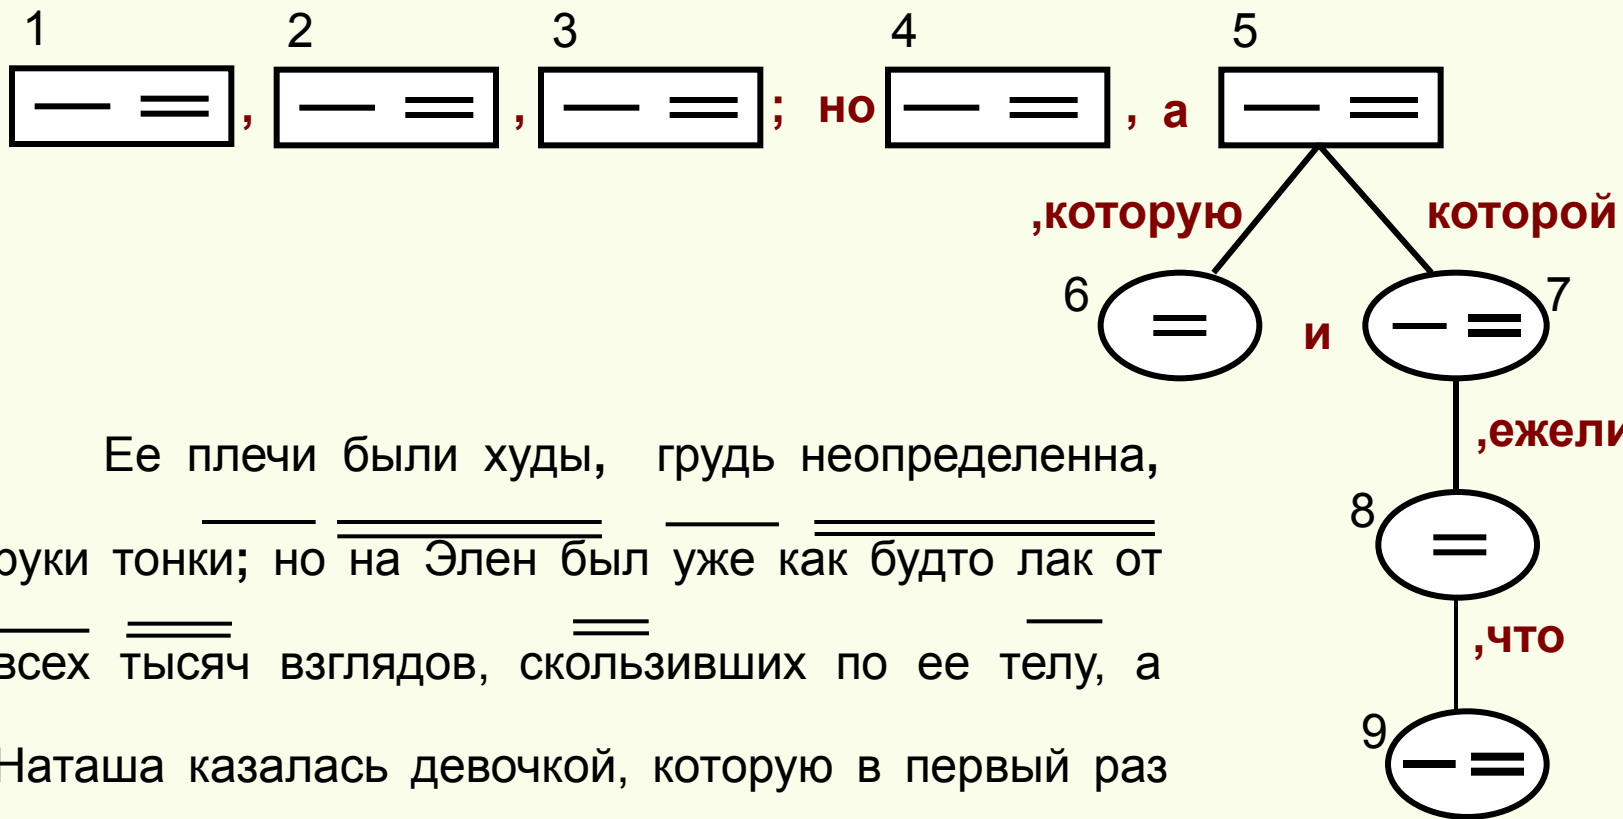 1 2 3 4 5
, , ; но , а
,которую которой
6 и 7
,ежели
8
,что
9
Ее плечи были худы, грудь неопределенна,
руки тонки; но на Элен был уже как будто лак от
всех тысяч взглядов, скользивших по ее телу, а
Наташа казалась девочкой, которую в первый раз